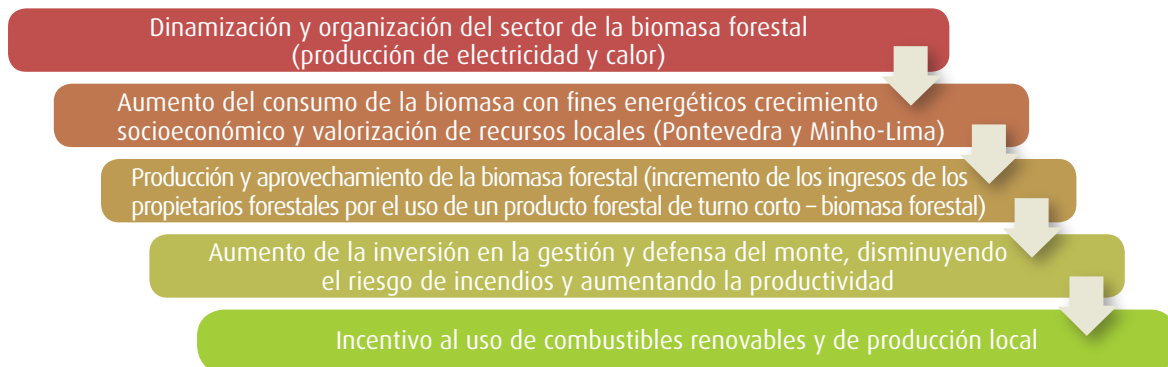 Dinamización y organización del sector de la biomasa forestal
(producción de electricidad y calor)
Aumento del consumo de la biomasa con fines energéticos crecimiento
socioeconómico y valorización de recursos locales (Pontevedra y Minho-Lima)
Producción y aprovechamiento de la biomasa forestal (incremento de los ingresos de los
propietarios forestales por el uso de un producto forestal de turno corto – biomasa forestal)
Aumento de la inversión en la gestión y defensa del monte, disminuyendo
el riesgo de incendios y aumentando la productividad
Incentivo al uso de combustibles renovables y de producción local